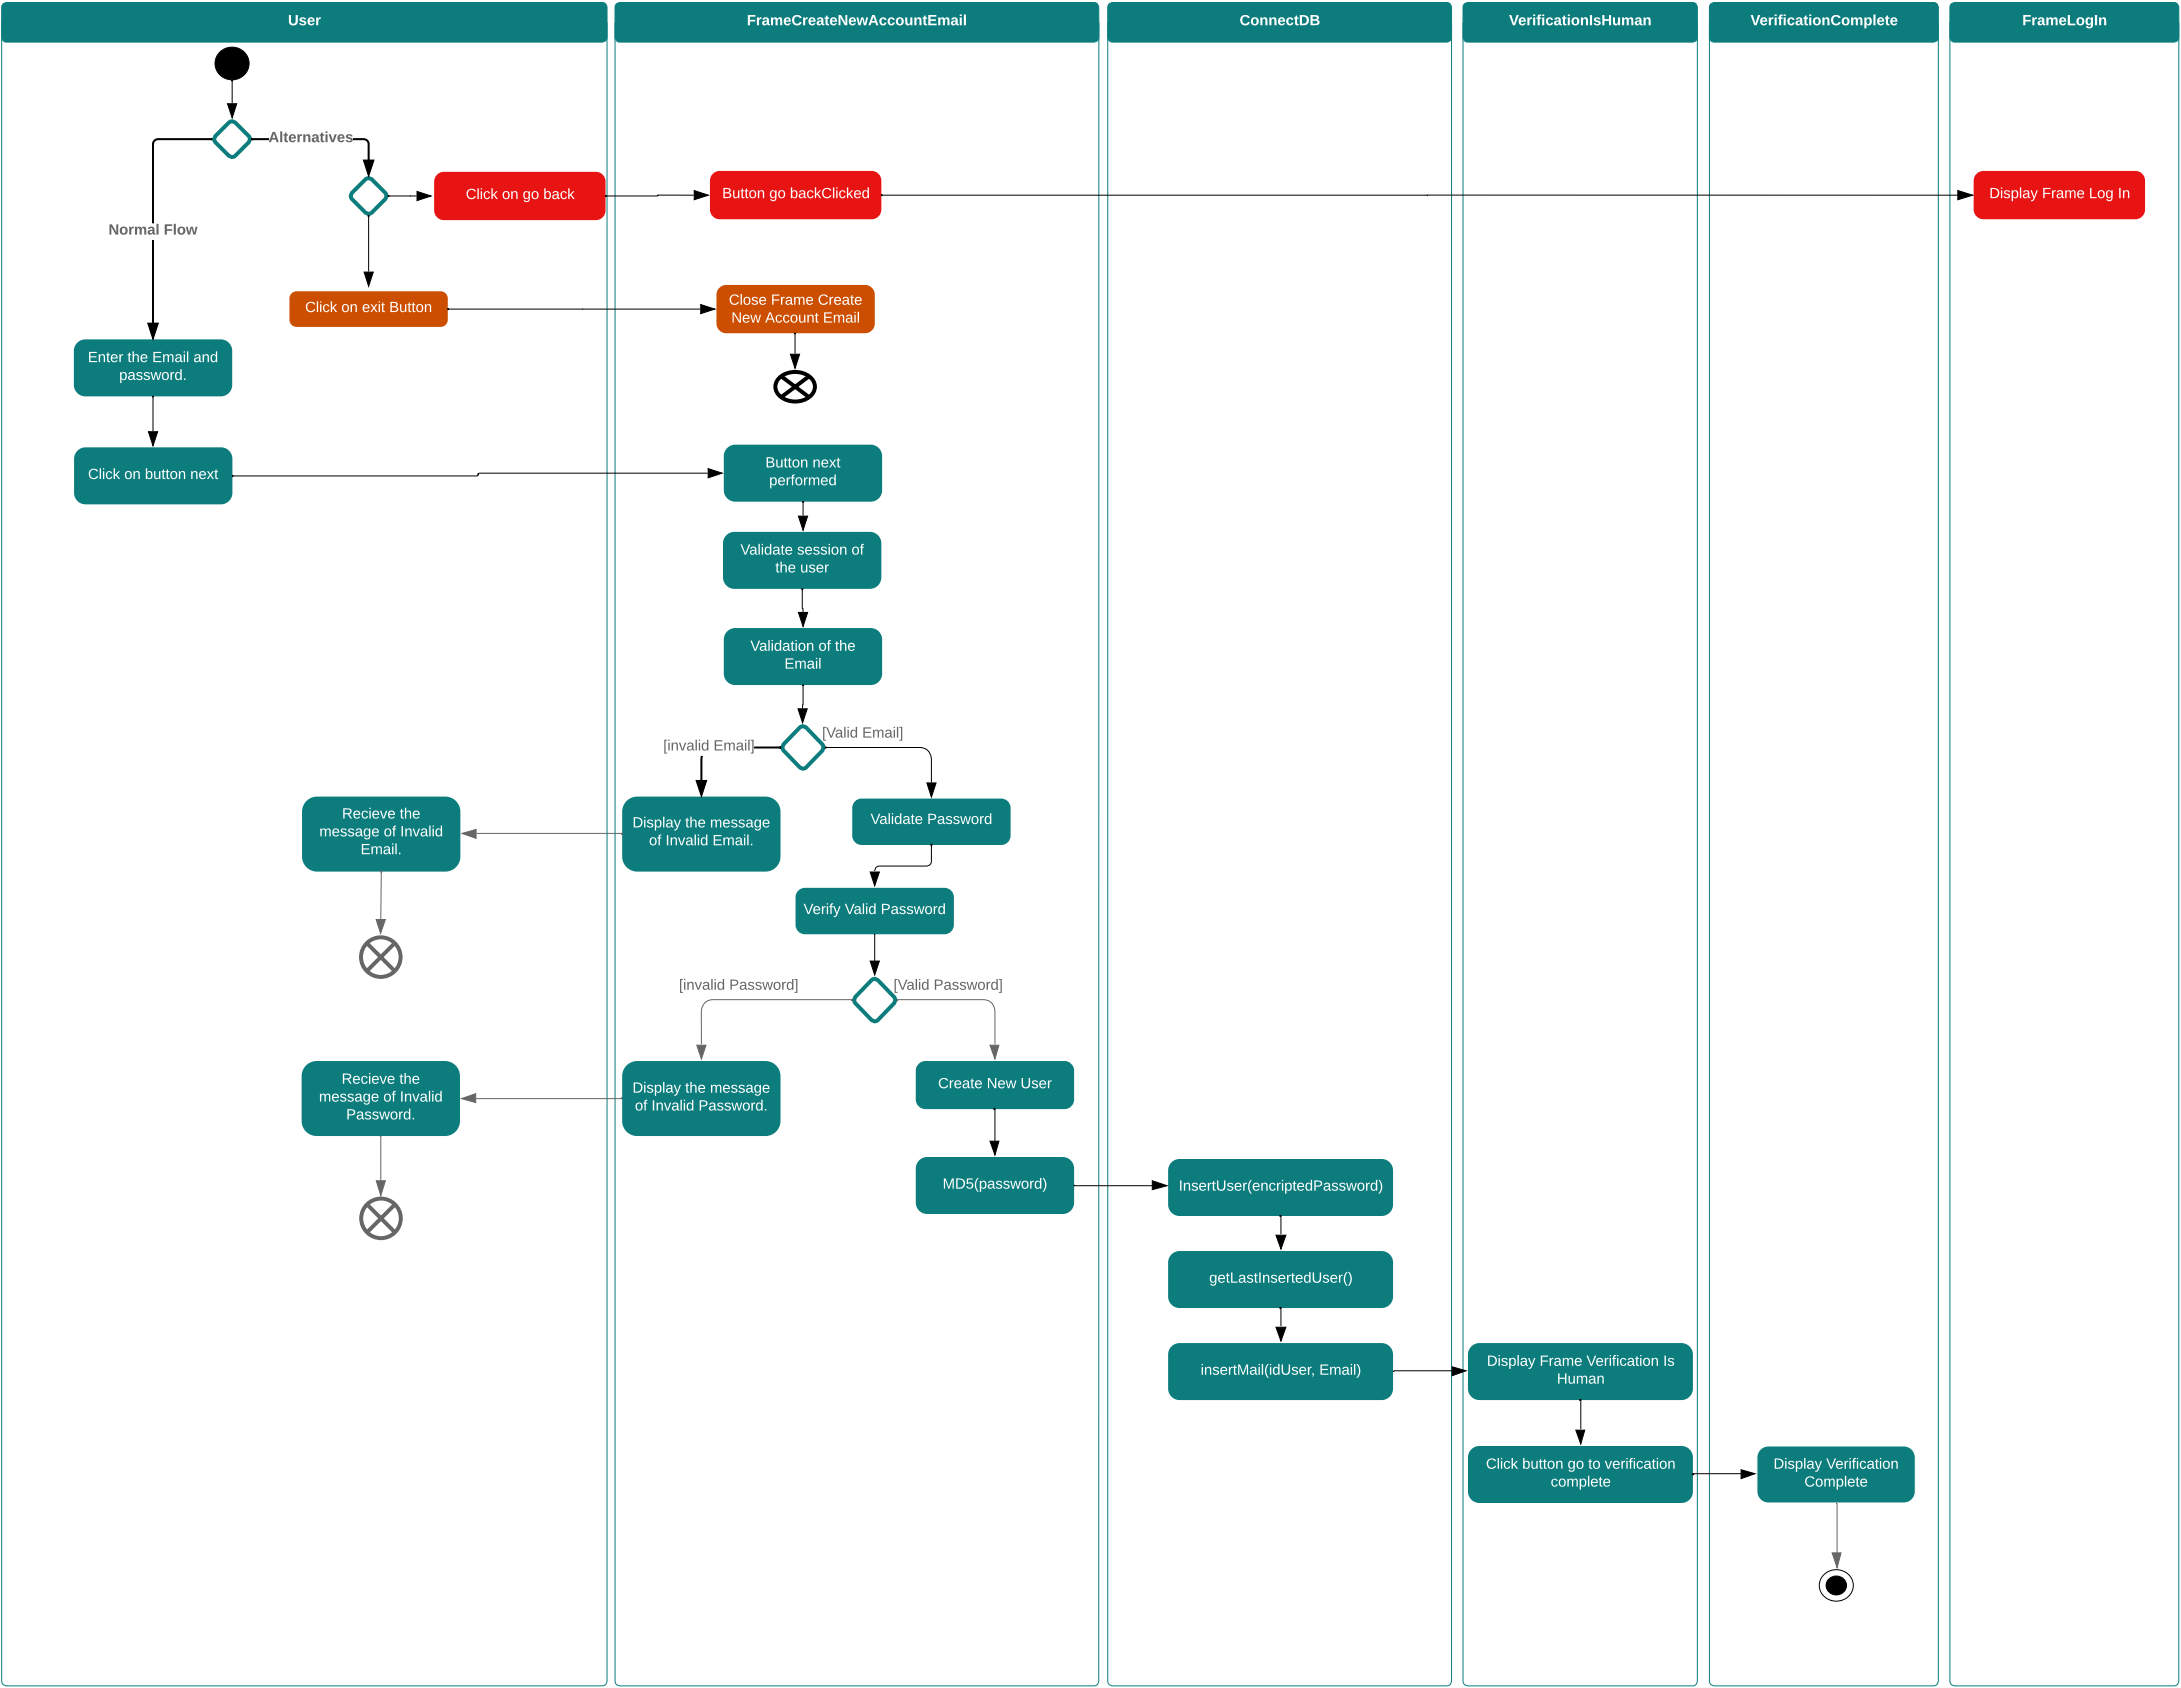 User
FrameCreateNewAccountEmail
ConnectDB
VerificationIsHuman
VerificationComplete
FrameLogIn
Alternatives
Click on go back
Button go backClicked
Display Frame Log In
Normal Flow
Click on exit Button
Close Frame Create
New Account Email
Enter the Email and
password.
Click on button next
Button next
performed
Validate session of
the user
Validation of the
Email
[invalid Email]
[Valid Email]
Recieve the
message of Invalid
Email.
Display the message
of Invalid Email.
Validate Password
Verify Valid Password
[invalid Password]
[Valid Password]
Recieve the
message of Invalid
Password.
Display the message
of Invalid Password.
Create New User
MD5(password)
InsertUser(encriptedPassword)
getLastInsertedUser()
insertMail(idUser, Email)
Display Frame Verification Is
Human
Click button go to verification
complete
Display Verification
Complete